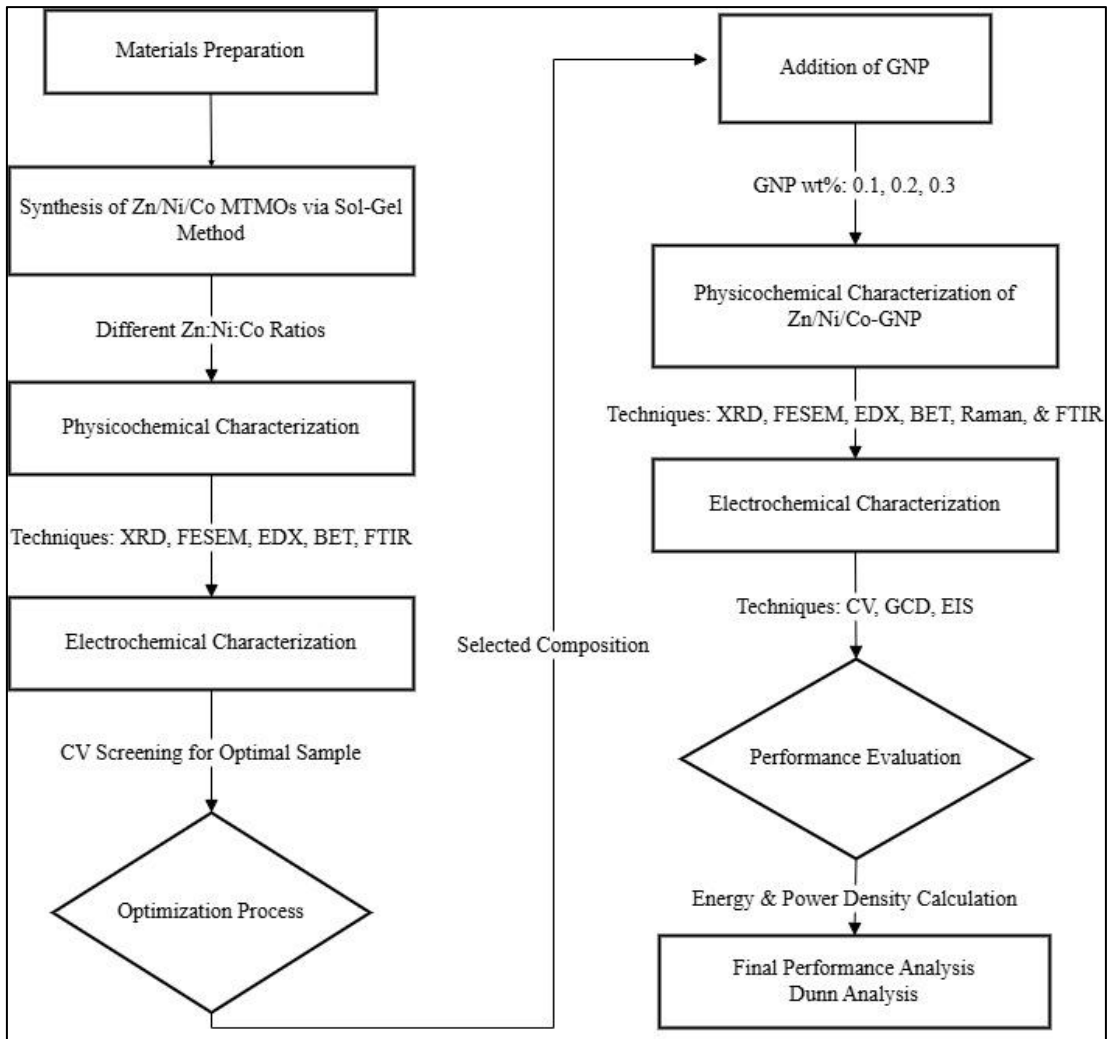 Materials Preparation
Synthesis of Zn/Ni/Co MTMOs via Sol-Gel
Method
Different Zn:Ni:Co Ratios
Physicochemical Characterization
Techniques: XRD, FESEM, EDX, BET, FTIR
Electrochemical Characterization
CV Screening for Optimal Sample
Optimization Process
Selected Composition
Addition of GNP
GNP wt%: 0.1, 0.2, 0.3
Physicochemical Characterization of
Zn/Ni/Co-GNP
Techniques: XRD, FESEM, EDX, BET, Raman, & FTIR
Electrochemical Characterization
Techniques: CV, GCD, EIS
Performance Evaluation
Energy & Power Density Calculation
Final Performance Analysis
Dunn Analysis